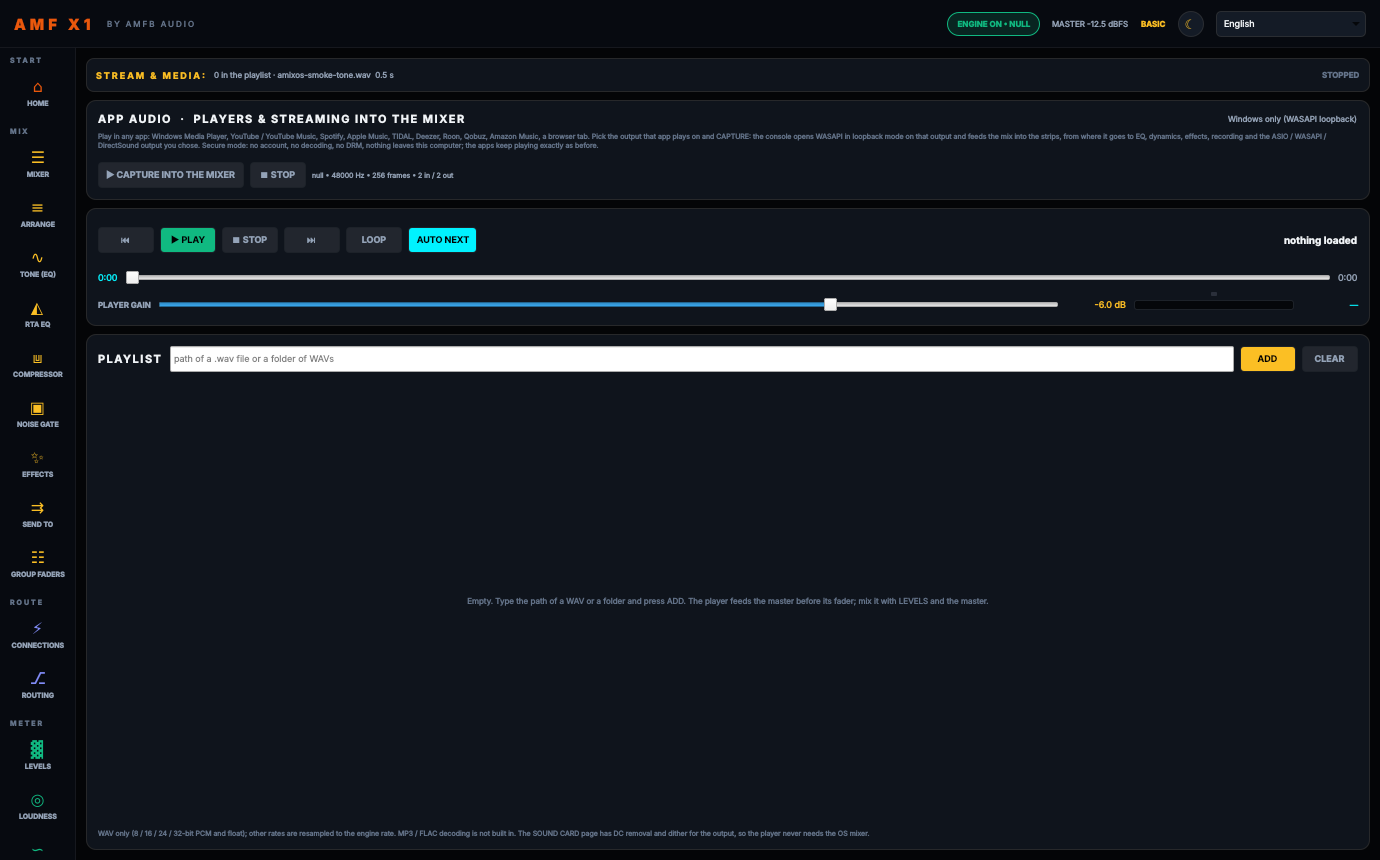 AMF X1 BY AMFB AUDIO
ENGINE ON • NULL MASTER -12.5 dBFS BASIC English
START
HOME
MIX
MIXER
ARRANGE
TONE (EQ)
RTA EQ
COMPRESSOR
NOISE GATE
EFFECTS
SEND TO
GROUP FADERS
ROUTE
CONNECTIONS
ROUTING
METER
LEVELS
LOUDNESS
STREAM & MEDIA: 0 in the playlist · amixos-smoke-tone.wav 0.5 s STOPPED
APP AUDIO · PLAYERS & STREAMING INTO THE MIXER Windows only (WASAPI loopback)
Play in any app: Windows Media Player, YouTube / YouTube Music, Spotify, Apple Music, TIDAL, Deezer, Roon, Qobuz, Amazon Music, a browser tab. Pick the output that app plays on and CAPTURE: the console opens WASAPI in loopback mode on that output and feeds the mix into the strips, from where it goes to EQ, dynamics, effects, recording and the ASIO / WASAPI /
DirectSound output you chose. Secure mode: no account, no decoding, no DRM, nothing leaves this computer; the apps keep playing exactly as before.
▶ CAPTURE INTO THE MIXER ■ STOP null • 48000 Hz • 256 frames • 2 in / 2 out
⏮ ▶ PLAY ■ STOP ⏭ LOOP AUTO NEXT nothing loaded
0:00 0:00
PLAYER GAIN -6.0 dB —
PLAYLIST path of a .wav file or a folder of WAVs ADD CLEAR
Empty. Type the path of a WAV or a folder and press ADD. The player feeds the master before its fader; mix it with LEVELS and the master.
WAV only (8 / 16 / 24 / 32-bit PCM and float); other rates are resampled to the engine rate. MP3 / FLAC decoding is not built in. The SOUND CARD page has DC removal and dither for the output, so the player never needs the OS mixer.